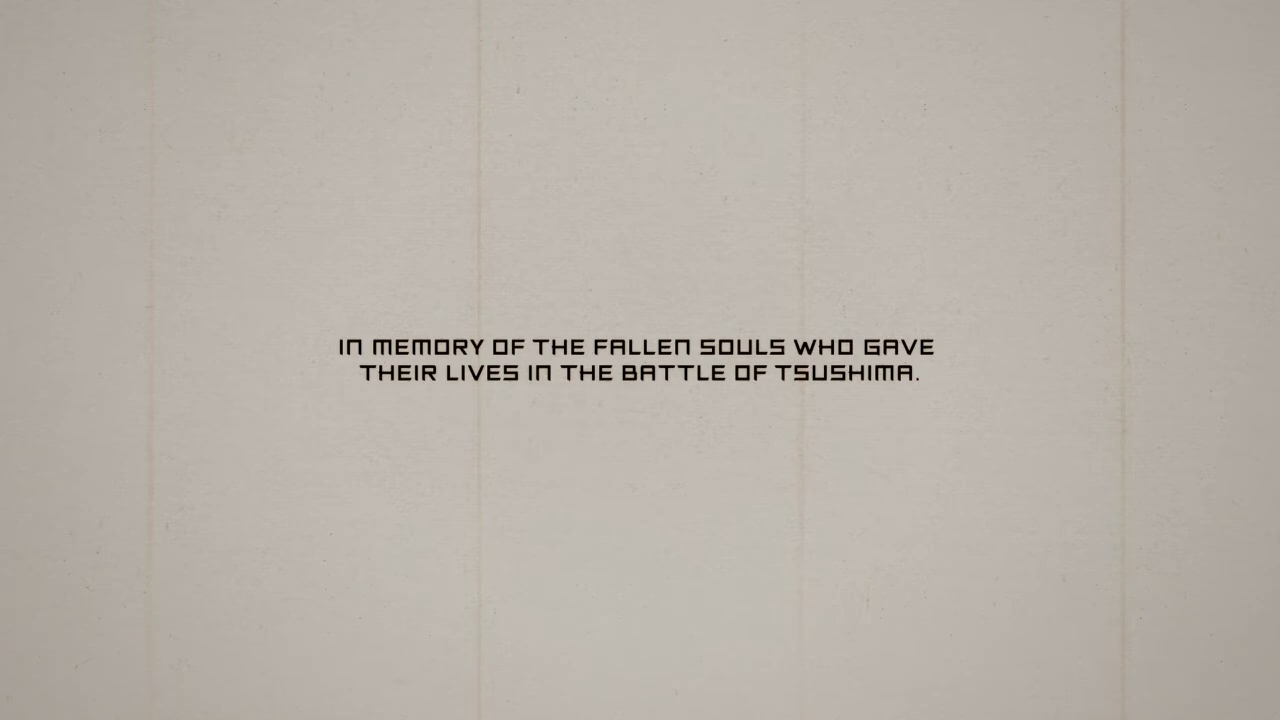 IN MEMORY OF THE FALLEN SOULS WHO GAVE
THEIR LIVES IN THE BATTLE OF TSUSHIMA.